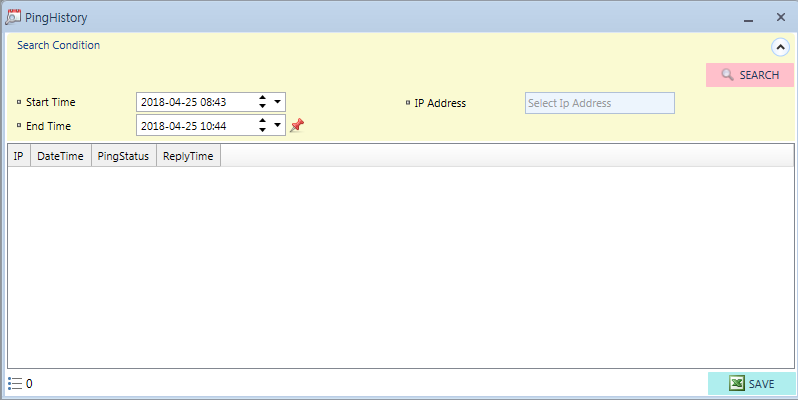 PingHistory
Search Condition
SEARCH
Start Time 2018-04-25 08:43 IP Address Select Ip Address
End Time 2018-04-25 10:44
IP DateTime PingStatus ReplyTime
0 SAVE